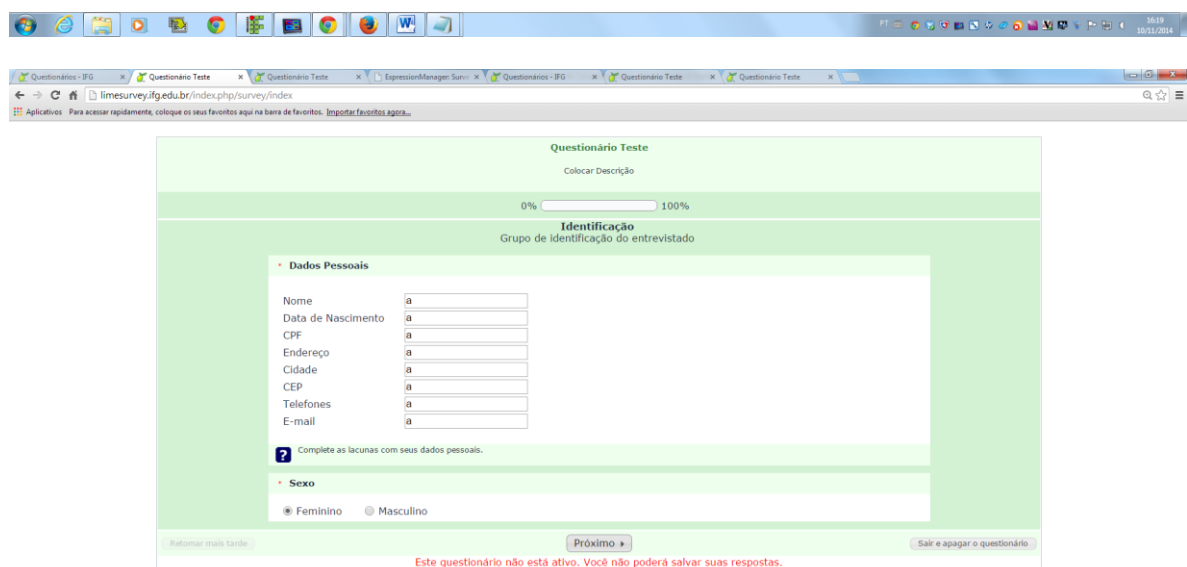 PT
16:19
10/11/2014
Questionários - IFG
Questionário Teste
Questionário Teste
ExpressionManager: Surv
Questionários - IFG
Questionário Teste
Questionário Teste
limesurvey.ifg.edu.br/index.php/survey/index
Aplicativos Para acessar rapidamente, coloque os seus favoritos aqui na barra de favoritos. Importar favoritos agora...
Questionário Teste
Colocar Descrição
0% 100%
Identificação
Grupo de identificação do entrevistado
* Dados Pessoais
Nome a
Data de Nascimento a
CPF a
Endereço a
Cidade a
CEP a
Telefones a
E-mail a
? Complete as lacunas com seus dados pessoais.
* Sexo
Feminino Masculino
Retornar mais tarde Próximo Sair e apagar o questionário
Este questionário não está ativo. Você não poderá salvar suas respostas.